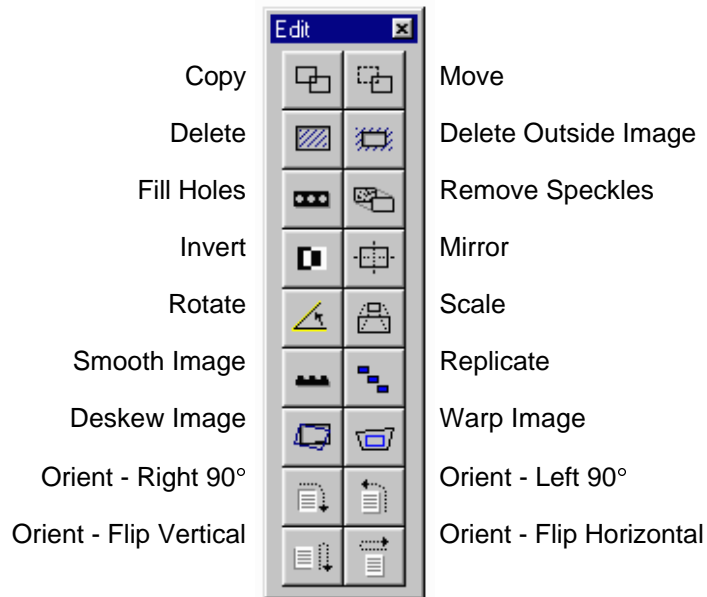 Edit
Copy Move
Delete Delete Outside Image
Fill Holes Remove Speckles
Invert Mirror
Rotate Scale
Smooth Image Replicate
Deskew Image Warp Image
Orient - Right 90° Orient - Left 90°
Orient - Flip Vertical Orient - Flip Horizontal